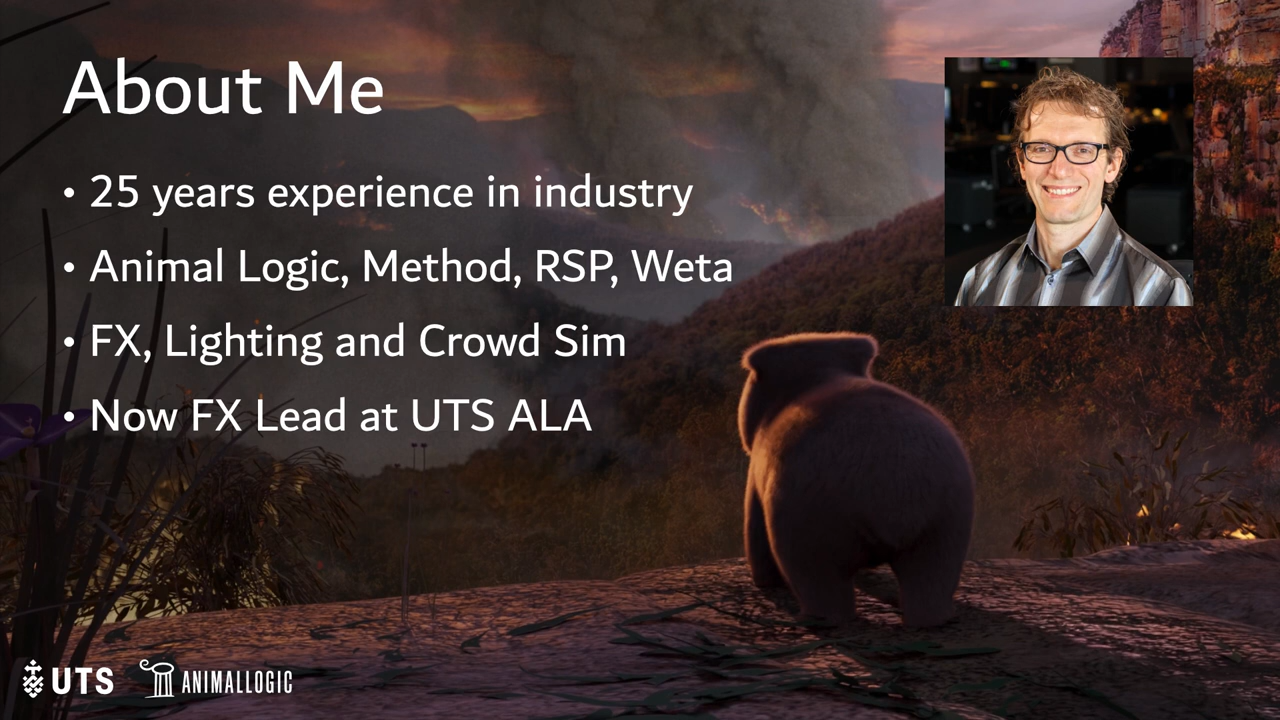 About Me
• 25 years experience in industry
• Animal Logic, Method, RSP, Weta
• FX, Lighting and Crowd Sim
• Now FX Lead at UTS ALA
UTS ANIMALLOGIC